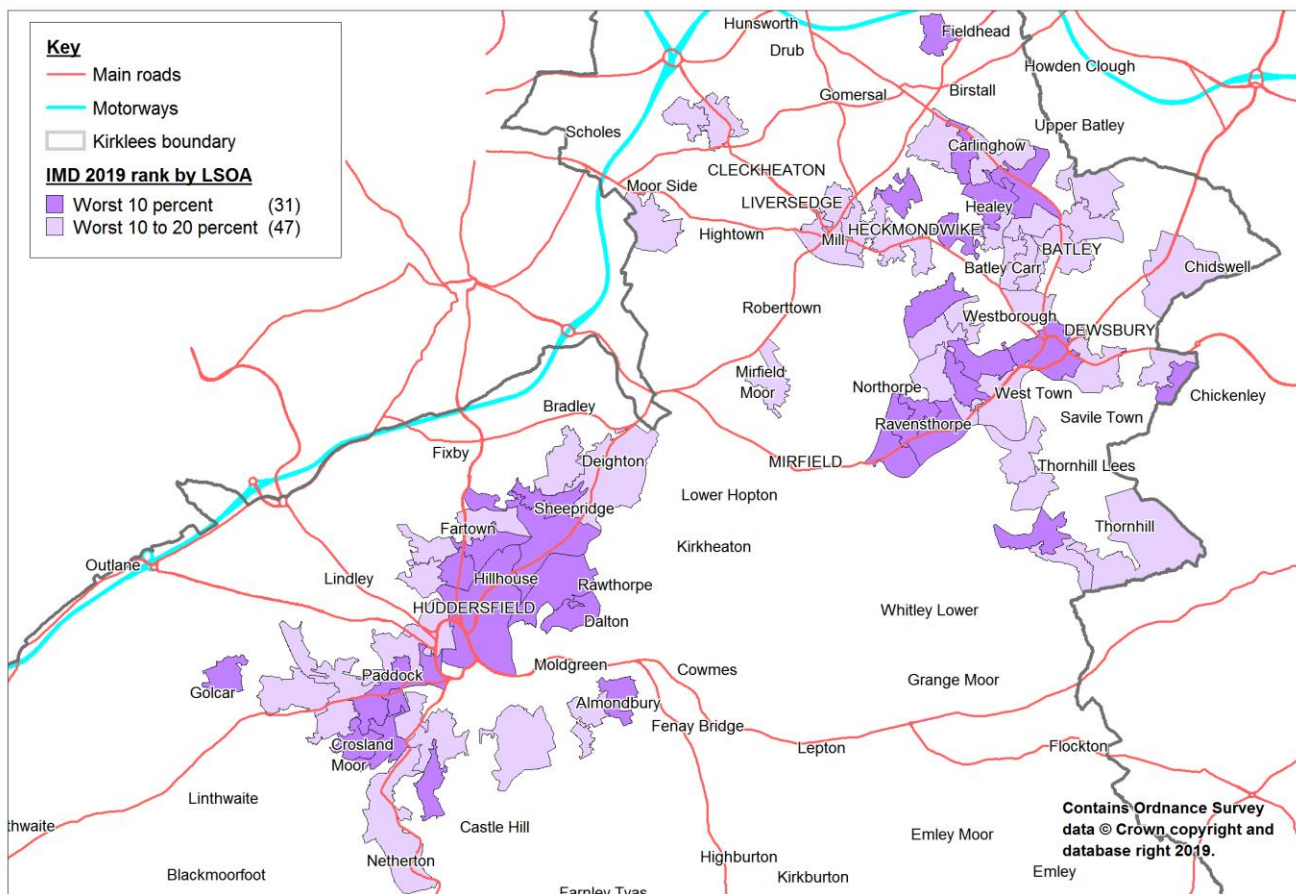 Key
Main roads
Motorways
Kirklees boundary
IMD 2019 rank by LSOA
Worst 10 percent (31)
Worst 10 to 20 percent (47)
Hunsworth
Fieldhead
Drub
Howden Clough
Gomersal
Birstall
Scholes
Upper Batley
Carlinghow
CLECKHEATON
Moor Side
LIVERSEDGE
Healey
Hightown
Mill
HECKMONDWIKE
BATLEY
Batley Carr
Chidswell
Roberttown
Westborough
DEWSBURY
Mirfield
Moor
Northorpe
West Town
Chickenley
Bradley
Ravensthorpe
Savile Town
Fixby
MIRFIELD
Deighton
Thornhill Lees
Lower Hopton
Sheepridge
Fartown
Thornhill
Kirkheaton
Outlane
Lindley
Hillhouse
Rawthorpe
HUDDERSFIELD
Dalton
Whitley Lower
Moldgreen
Cowmes
Paddock
Grange Moor
Golcar
Almondbury
Fenay Bridge
Crosland
Moor
Lepton
Flockton
Linthwaite
thwaite
Castle Hill
Emley Moor
Contains Ordnance Survey
data © Crown copyright and
database right 2019.
Netherton
Highburton
Blackmoorfoot
Kirkburton
Emley
Farnley Tyas